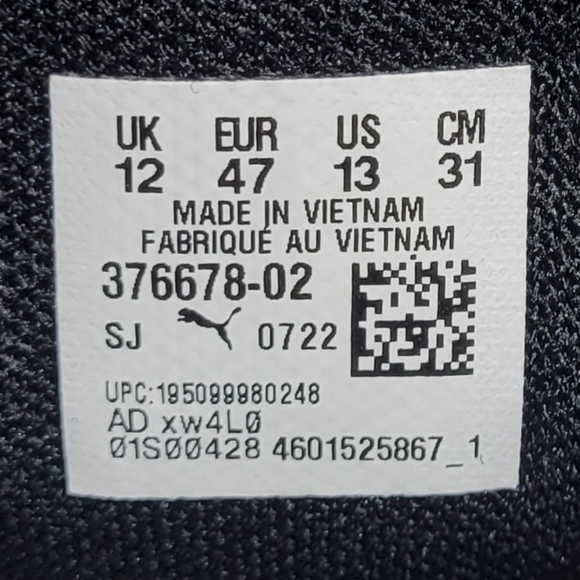 UK EUR US CM
12 47 13 31
MADE IN VIETNAM
FABRIQUÉ AU VIETNAM
376678-02
SJ 0722
UPC:195099980248
AD xw4L0
01S00428 4601525867_1